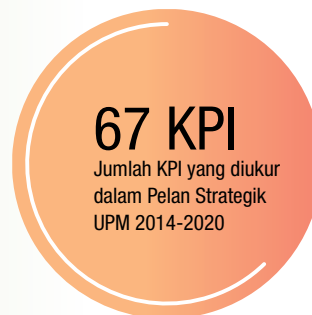 67 KPI
Jumlah KPI yang diukur
dalam Pelan Strategik
UPM 2014-2020